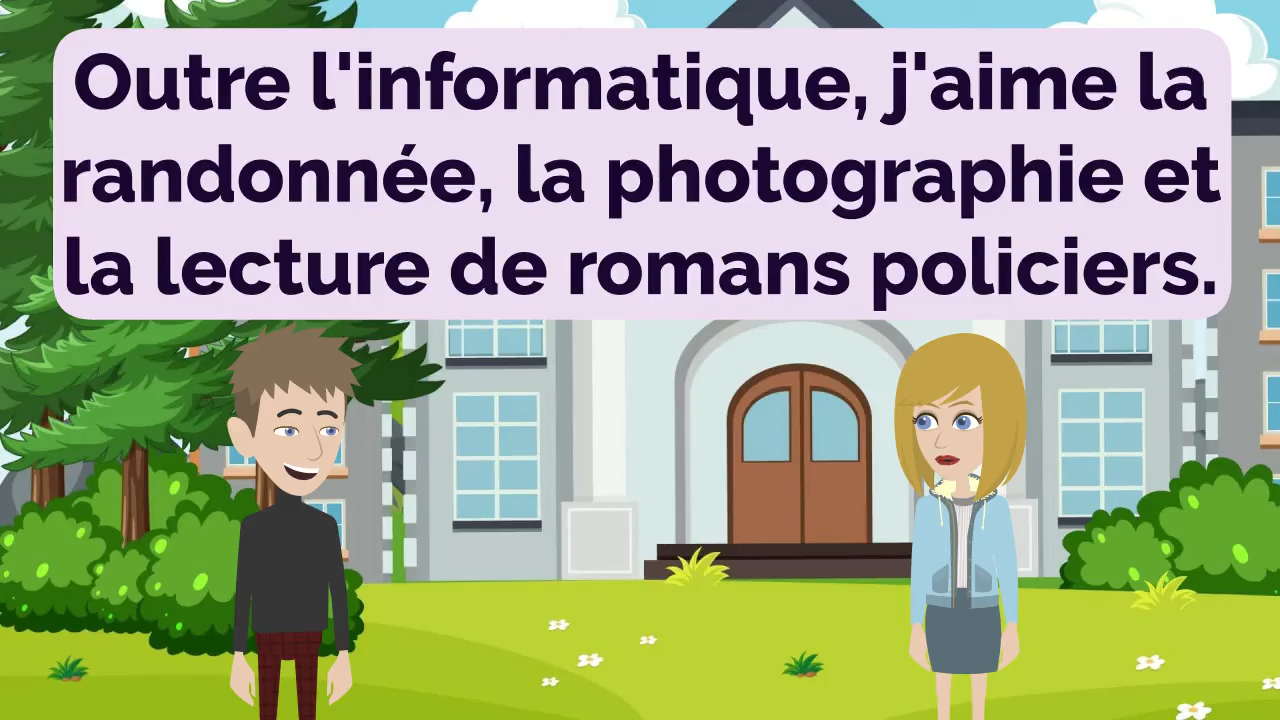 Outre l'informatique, j'aime la
randonnée, la photographie et
la lecture de romans policiers.